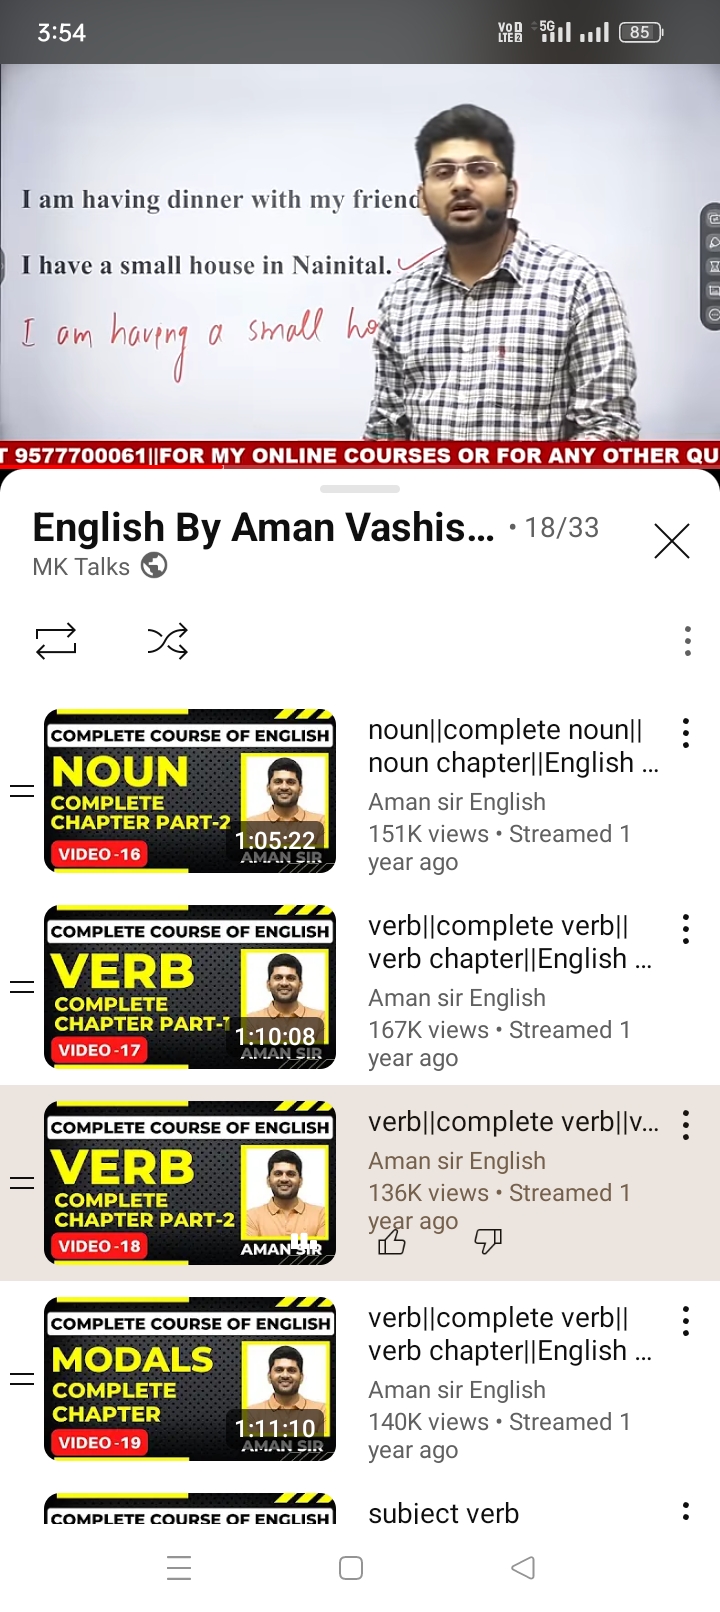 3:54
VoD LTE2 5G 85
I am having dinner with my friend
I have a small house in Nainital.
I am having a small ho
T 9577700061||FOR MY ONLINE COURSES OR FOR ANY OTHER QU
English By Aman Vashis... • 18/33
MK Talks
COMPLETE COURSE OF ENGLISH
NOUN
COMPLETE
CHAPTER PART-2
VIDEO-16
1:05:22
AMAN SIR
noun||complete noun||
noun chapter||English ...
Aman sir English
151K views • Streamed 1
year ago
COMPLETE COURSE OF ENGLISH
VERB
COMPLETE
CHAPTER PART-1
VIDEO-17
1:10:08
AMAN SIR
verb||complete verb||
verb chapter||English ...
Aman sir English
167K views • Streamed 1
year ago
COMPLETE COURSE OF ENGLISH
VERB
COMPLETE
CHAPTER PART-2
VIDEO-18
AMAN SIR
verb||complete verb||v...
Aman sir English
136K views • Streamed 1
year ago
COMPLETE COURSE OF ENGLISH
MODALS
COMPLETE
CHAPTER
VIDEO-19
1:11:10
AMAN SIR
verb||complete verb||
verb chapter||English ...
Aman sir English
140K views • Streamed 1
year ago
COMPLETE COURSE OF ENGLISH
subject verb